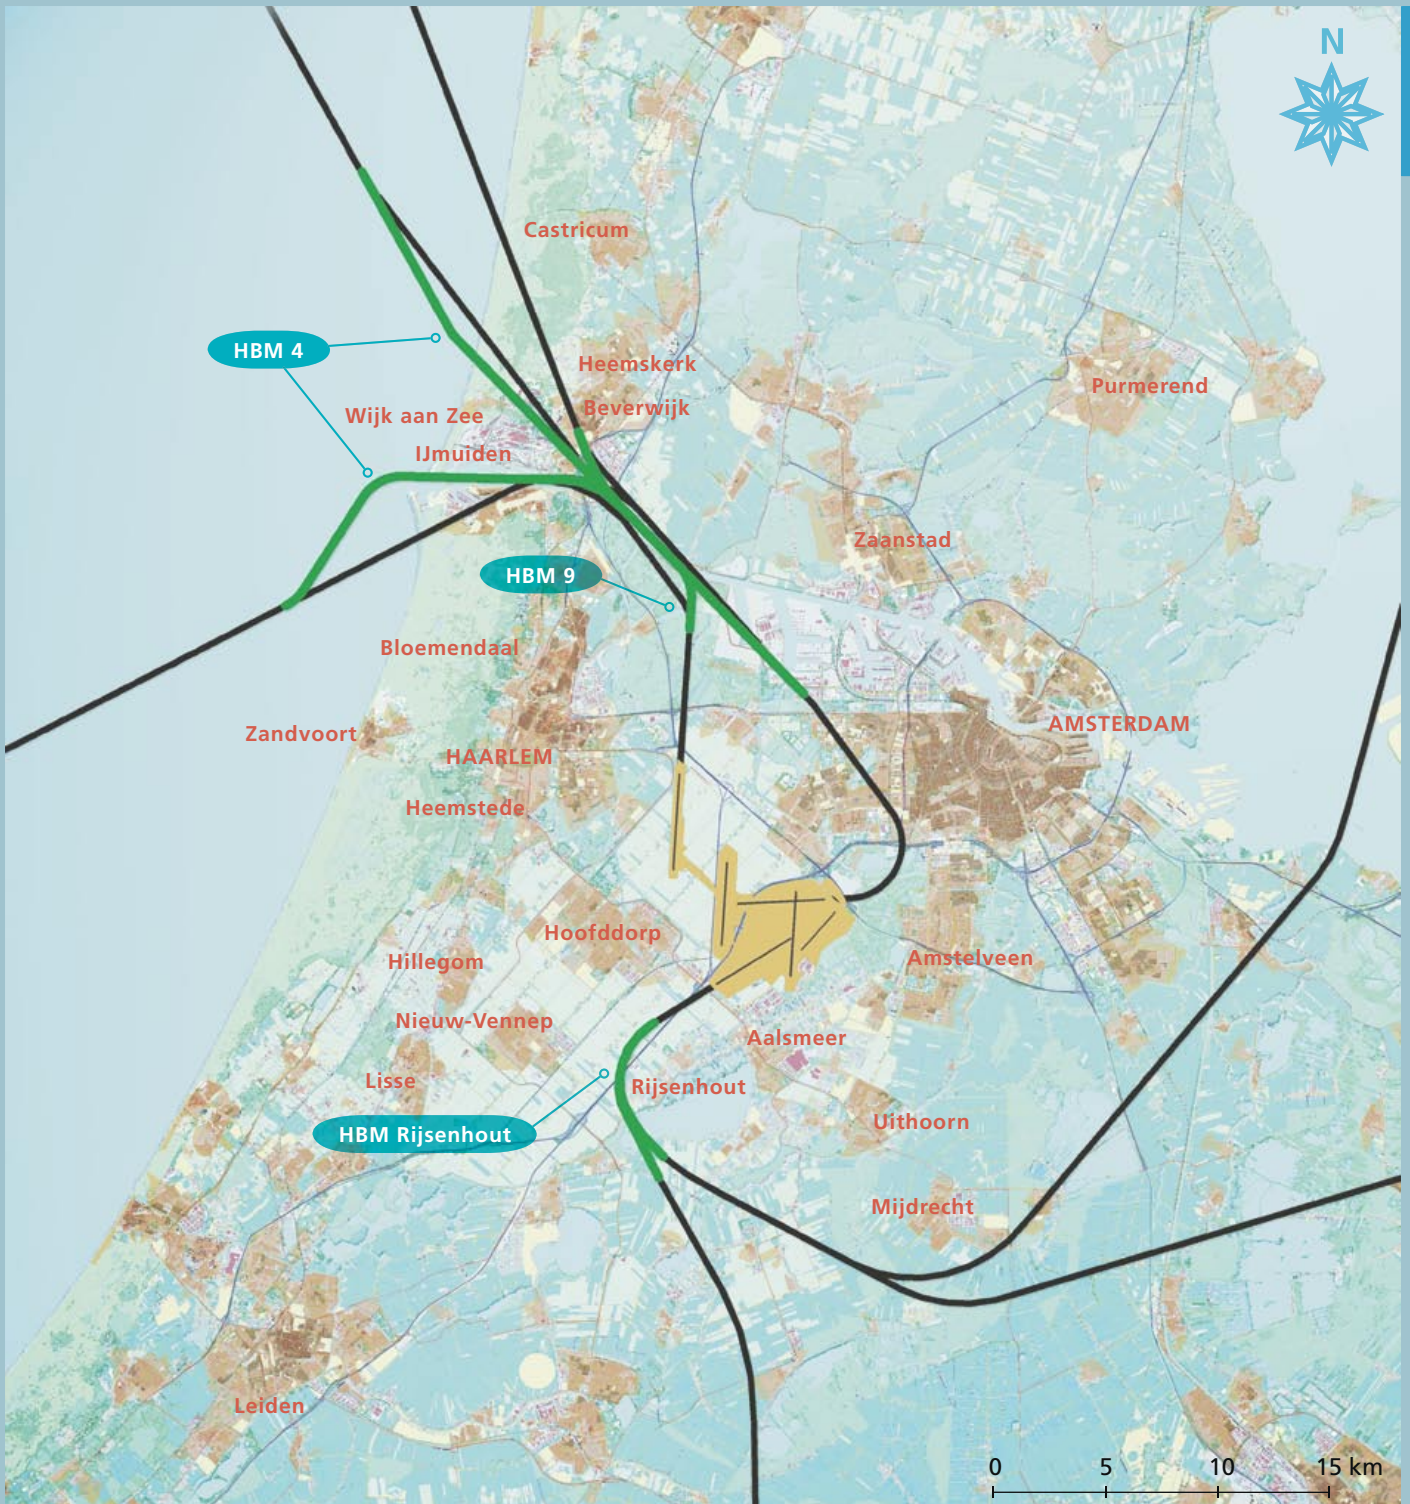 N
Castricum
HBM 4
Heemskerk
Purmerend
Beverwijk
Wijk aan Zee
IJmuiden
Zaanstad
HBM 9
Bloemendaal
AMSTERDAM
Zandvoort
HAARLEM
Heemstede
Hoofddorp
Amstelveen
Hillegom
Nieuw-Vennep
Aalsmeer
Lisse
Rijsenhout
Uithoorn
HBM Rijsenhout
Mijdrecht
Leiden
0 5 10 15 km